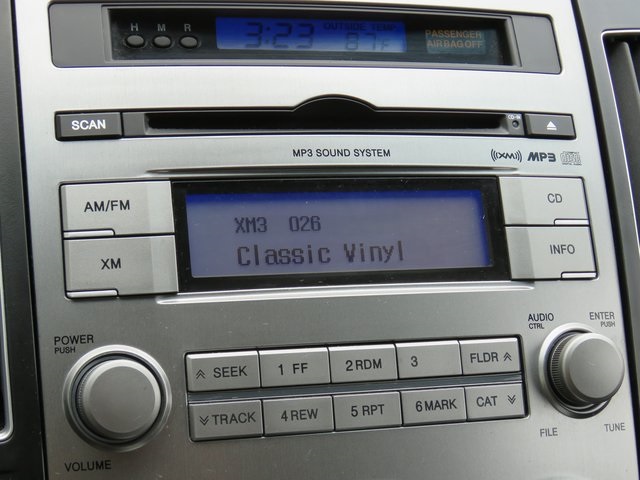 H M R
3:23 OUTSIDE TEMP 87F
PASSENGER
AIRBAG OFF
SCAN
MP3 SOUND SYSTEM
((XM)) MP3
AM/FM
XM
XM3 026
Classic Vinyl
CD
INFO
POWER
PUSH
VOLUME
SEEK
1 FF
2 RDM
3
FLDR
TRACK
4 REW
5 RPT
6 MARK
CAT
AUDIO
CTRL
ENTER
PUSH
FILE
TUNE